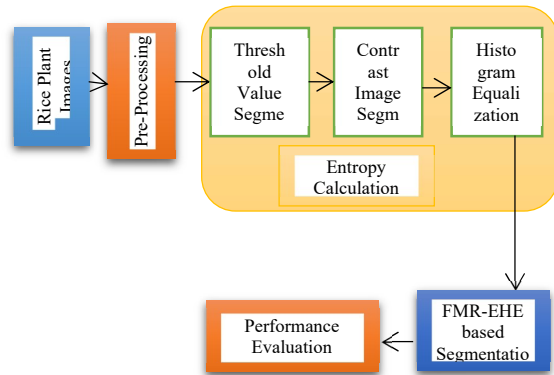 Rice Plant
Images
Pre-Processing
Thresh
old
Value
Segme
Contr
ast
Image
Segm
Histo
gram
Equali
zation
Entropy
Calculation
FMR-EHE
based
Segmentatio
Performance
Evaluation